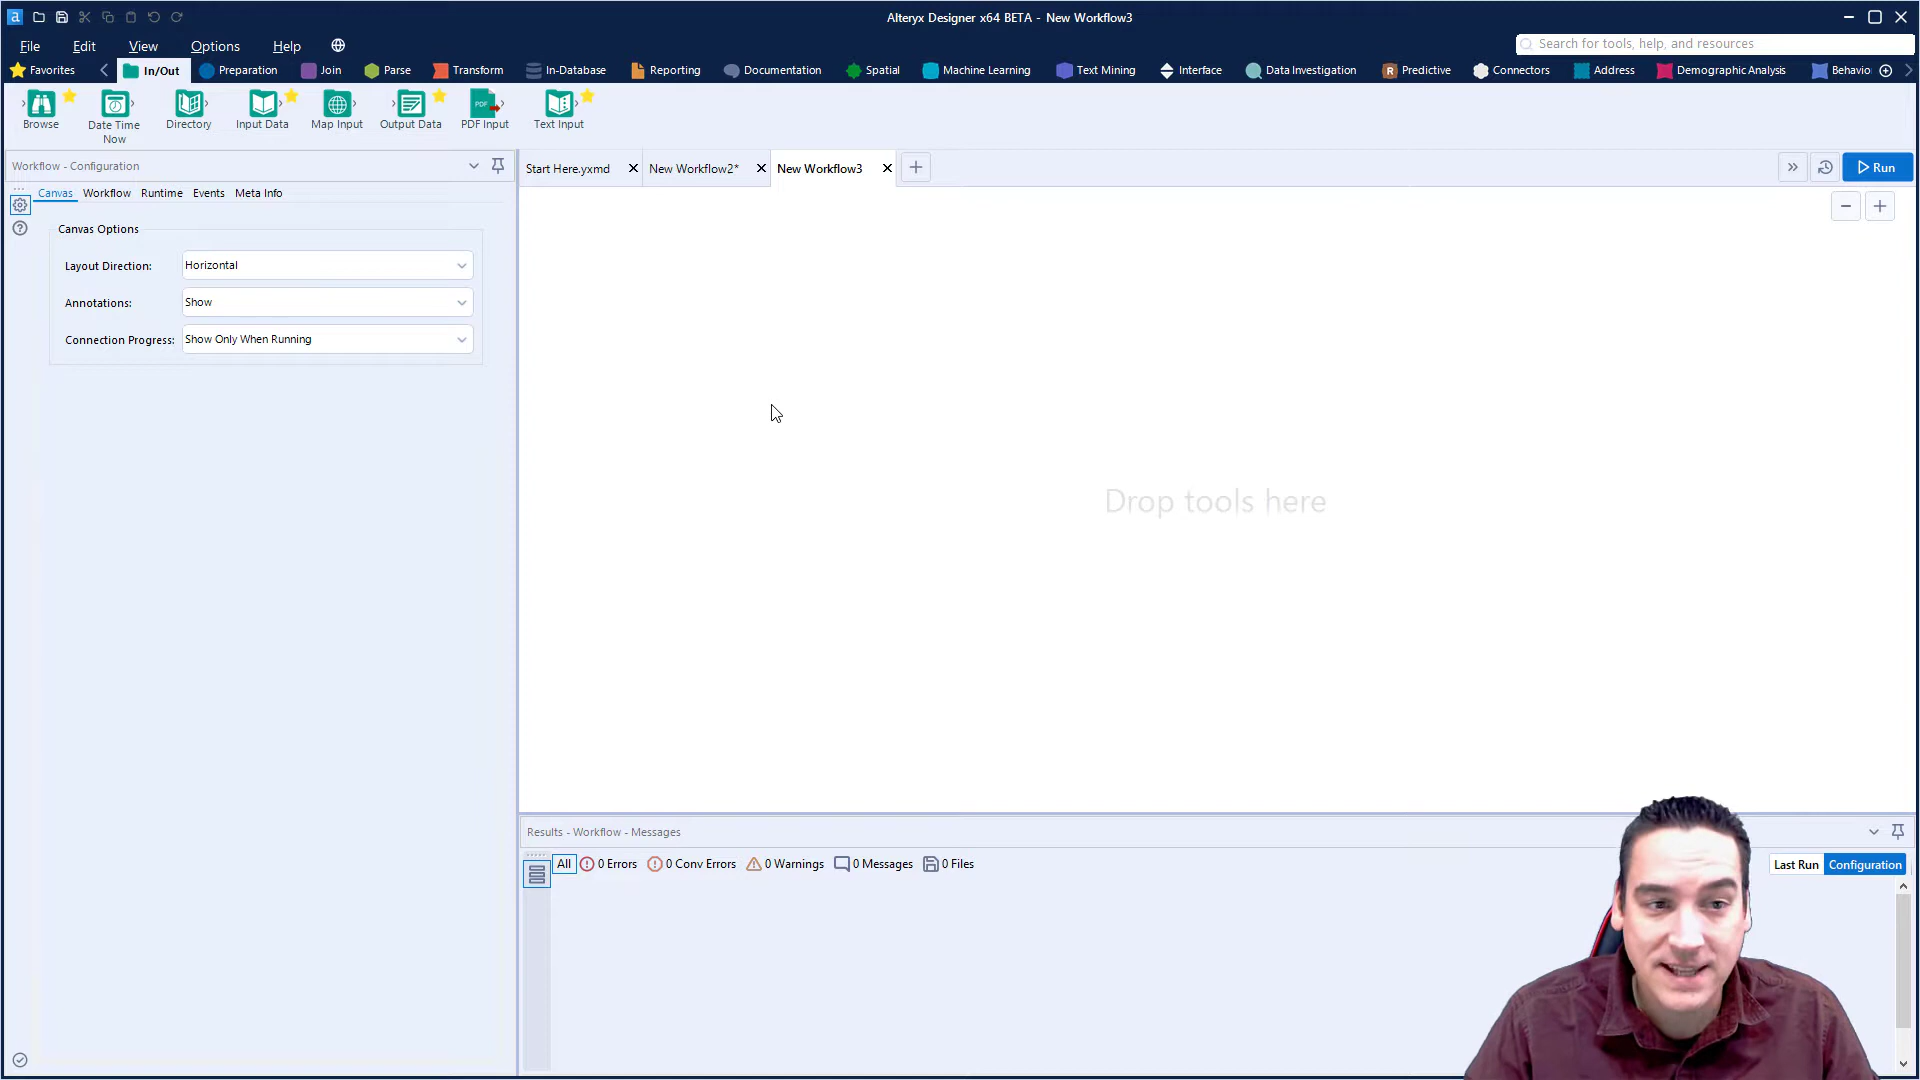 a
Alteryx Designer x64 BETA - New Workflow3
File Edit View Options Help
Search for tools, help, and resources
Favorites In/Out Preparation Join Parse Transform In-Database Reporting Documentation Spatial Machine Learning Text Mining Interface Data Investigation R Predictive Connectors Address Demographic Analysis Behavio
PDF
Browse Date Time Now Directory Input Data Map Input Output Data PDF Input Text Input
Workflow - Configuration
Start Here.yxmd New Workflow2* New Workflow3
Run
Canvas Workflow Runtime Events Meta Info
Canvas Options
Layout Direction: Horizontal
Annotations: Show
Connection Progress: Show Only When Running
Drop tools here
Results - Workflow - Messages
All 0 Errors 0 Conv Errors 0 Warnings 0 Messages 0 Files
Last Run Configuration